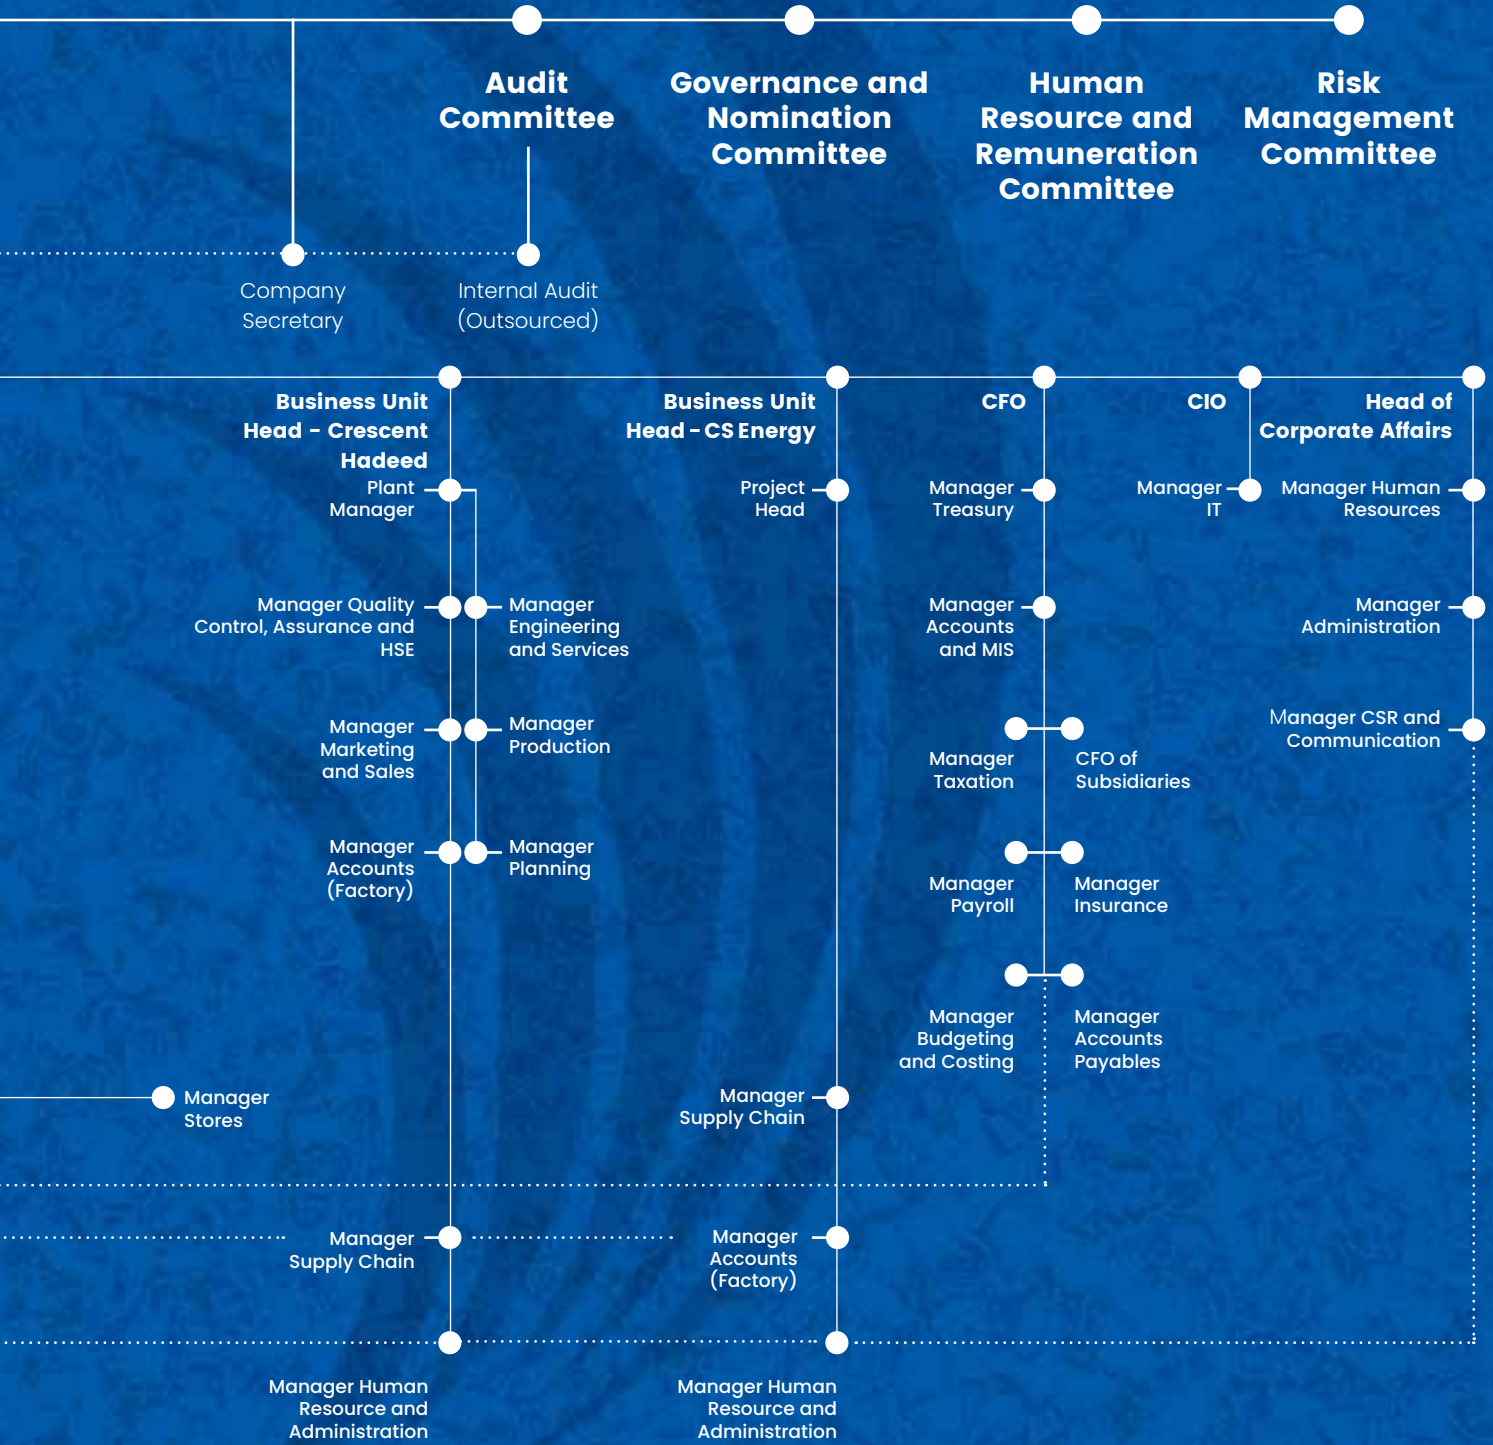 Audit
Committee
Governance and
Nomination
Committee
Human
Resource and
Remuneration
Committee
Risk
Management
Committee
Company
Secretary
Internal Audit
(Outsourced)
Business Unit
Head - Crescent
Hadeed
Business Unit
Head - CS Energy
CFO
CIO
Head of
Corporate Affairs
Plant
Manager
Project
Head
Manager
Treasury
Manager
IT
Manager Human
Resources
Manager Quality
Control, Assurance and
HSE
Manager
Engineering
and Services
Manager
Accounts
and MIS
Manager
Administration
Manager
Marketing
and Sales
Manager
Production
Manager
Taxation
CFO of
Subsidiaries
Manager CSR and
Communication
Manager
Accounts
(Factory)
Manager
Planning
Manager
Payroll
Manager
Insurance
Manager
Budgeting
and Costing
Manager
Accounts
Payables
Manager
Stores
Manager
Supply Chain
Manager
Supply Chain
Manager
Accounts
(Factory)
Manager Human
Resource and
Administration
Manager Human
Resource and
Administration